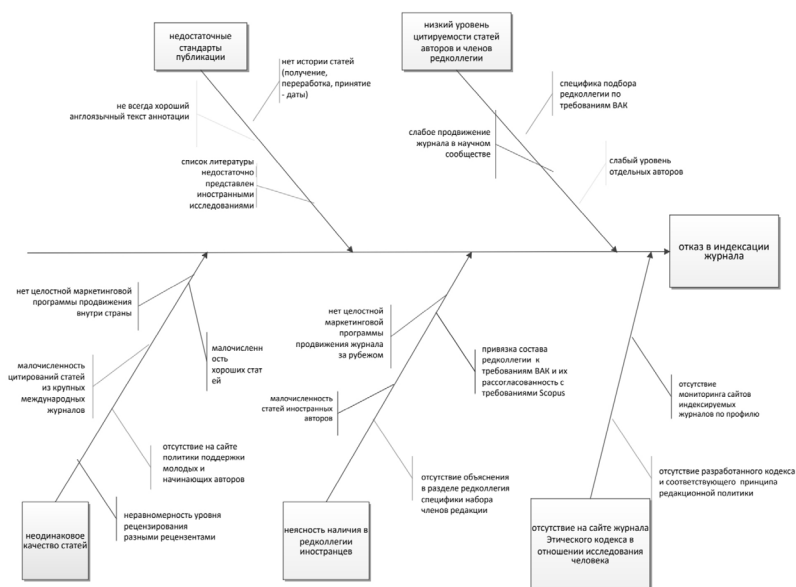 недостаточные
стандарты
публикации
низкий уровень
цитируемости статей
авторов и членов
редколлегии
нет истории статей
(получение,
переработка, принятие
- даты)
не всегда хороший
англоязычный текст аннотации
список литературы
недостаточно
представлен
иностранными
исследованиями
специфика подбора
редколлегии по
требованиям ВАК
слабое продвижение
журнала в научном
сообществе
слабый уровень
отдельных авторов
отказ в индексации
журнала
нет целостной маркетинговой
программы продвижения
внутри страны
малочисленн
ость
хороших стат
ей
малочисленность
цитирований статей
из крупных
международных
журналов
отсутствие на сайте
политики поддержки
молодых и
начинающих авторов
неравномерность уровня
рецензирования
разными рецензентами
неодинаковое
качество статей
нет целостной
маркетинговой
программы
продвижения журнала
за рубежом
привязка состава
редколлегии к
требованиям ВАК и их
рассогласованность с
требованиями Scopus
малочисленность
статей иностранных
авторов
отсутствие объяснения
в разделе редколлегия
специфики набора
членов редакции
неясность наличия в
редколлегии
иностранцев
отсутствие
мониторинга сайтов
индексируемых
журналов по профилю
отсутствие разработанного кодекса
и соответствующего принципа
редакционной политики
отсутствие на сайте журнала
Этического кодекса в
отношении исследования
человека